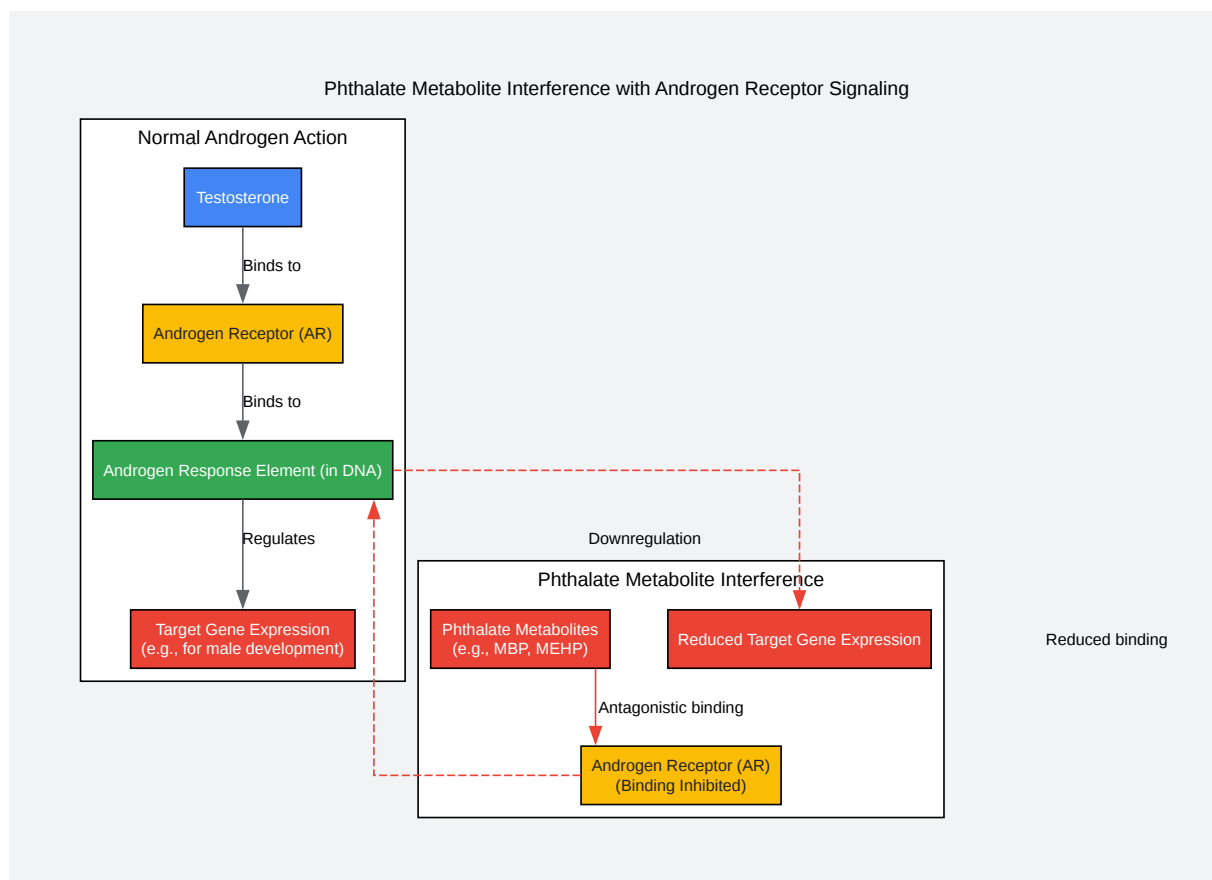 Phthalate Metabolite Interference with Androgen Receptor Signaling
Normal Androgen Action
Testosterone
Binds to
Androgen Receptor (AR)
Binds to
Androgen Response Element (in DNA)
Regulates
Target Gene Expression
(e.g., for male development)
Downregulation
Phthalate Metabolite Interference
Phthalate Metabolites
(e.g., MBP, MEHP)
Reduced Target Gene Expression
Reduced binding
Antagonistic binding
Androgen Receptor (AR)
(Binding Inhibited)